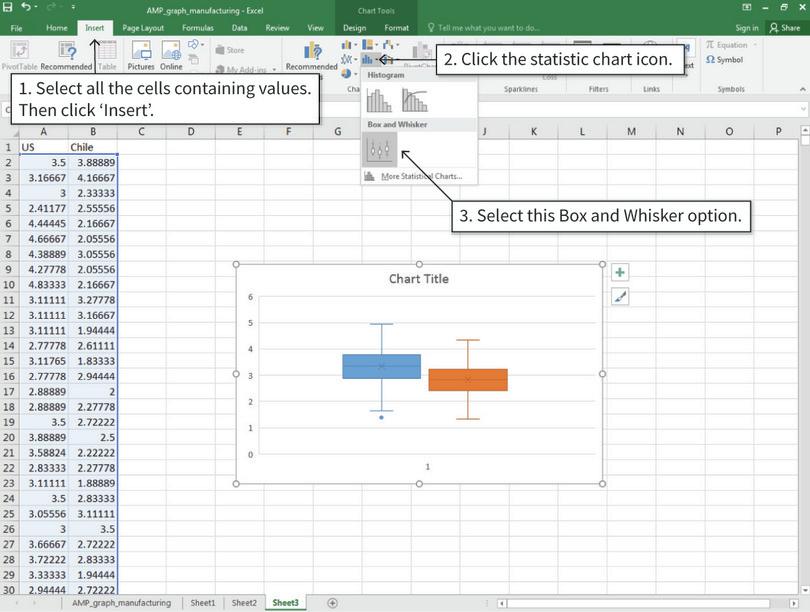 AMP_graph_manufacturing - Excel
Chart Tools
Sign in
Share
File
Home
Insert
Page Layout
Formulas
Data
Review
View
Design
Format
Tell me what you want to do...
PivotTable
Recommended
Table
Pictures
Online
Store
My Add-ins
Recommended
Sparklines
Filters
Links
Equation
Symbol
Symbols
1. Select all the cells containing values.
Then click ‘Insert’.
2. Click the statistic chart icon.
Histogram
Box and Whisker
More Statistical Charts...
3. Select this Box and Whisker option.
A B C D E F G J K L M N O P
1 US Chile
2 3.5 3.88889
3 3.16667 4.16667
4 3 2.33333
5 2.41177 2.55556
6 4.44445 2.16667
7 4.66667 2.05556
8 4.38889 3.05556
9 4.27778 2.05556
10 4.83333 2.16667
11 3.11111 3.27778
12 3.11111 3.16667
13 3.11111 1.94444
14 2.77778 2.61111
15 3.11765 1.83333
16 2.77778 2.94444
17 2.88889 2
18 2.88889 2.27778
19 3.5 2.72222
20 3.88889 2.5
21 3.58824 2.22222
22 2.83333 2.27778
23 3.11111 1.88889
24 3.5 2.83333
25 3.05556 3.11111
26 3 3.5
27 3.66667 2.72222
28 3.72222 2.83333
29 3.33333 1.94444
30 2.94444 2.72222
Chart Title
6
5
4
3
2
1
0
1
AMP_graph_manufacturing
Sheet1
Sheet2
Sheet3